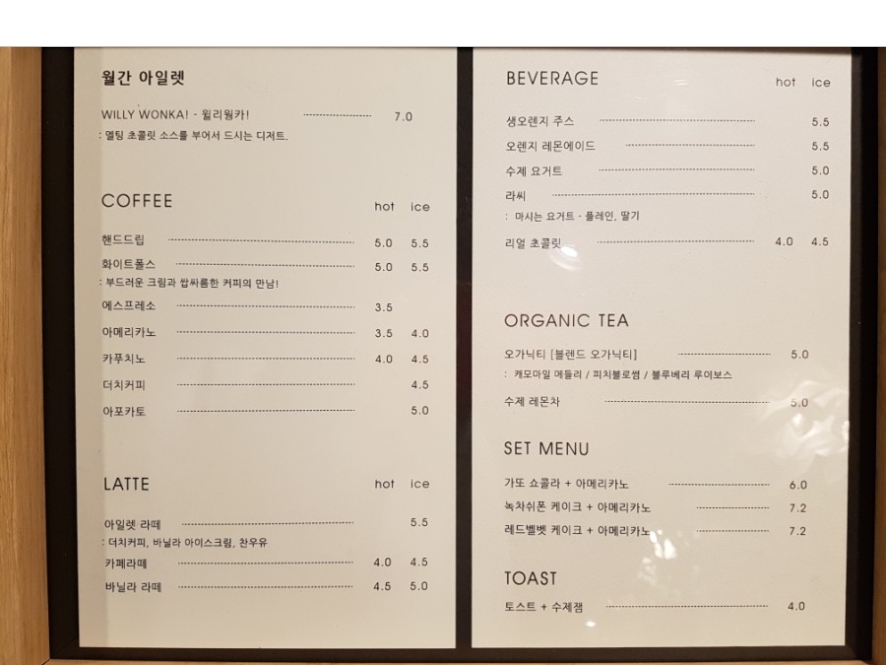 월간 아일렛
WILLY WONKA! - 윌리웡카! 7.0
: 멜팅 초콜릿 소스를 부어서 드시는 디저트.
COFFEE hot ice
핸드드립 5.0 5.5
화이트폴스 5.0 5.5
: 부드러운 크림과 쌉싸름한 커피의 만남!
에스프레소 3.5
아메리카노 3.5 4.0
카푸치노 4.0 4.5
더치커피 4.5
아포카토 5.0
LATTE hot ice
아일렛 라떼 5.5
: 더치커피, 바닐라 아이스크림, 찬우유
카페라떼 4.0 4.5
바닐라 라떼 4.5 5.0
BEVERAGE hot ice
생오렌지 주스 5.5
오렌지 레몬에이드 5.5
수제 요거트 5.0
라씨 5.0
: 마시는 요거트 - 플레인, 딸기
리얼 초콜릿 4.0 4.5
ORGANIC TEA
오가닉티 [블렌드 오가닉티] 5.0
: 캐모마일 메들리 / 피치블로썸 / 블루베리 루이보스
수제 레몬차 5.0
SET MENU
가또 쇼콜라 + 아메리카노 6.0
녹차쉬폰 케이크 + 아메리카노 7.2
레드벨벳 케이크 + 아메리카노 7.2
TOAST
토스트 + 수제잼 4.0